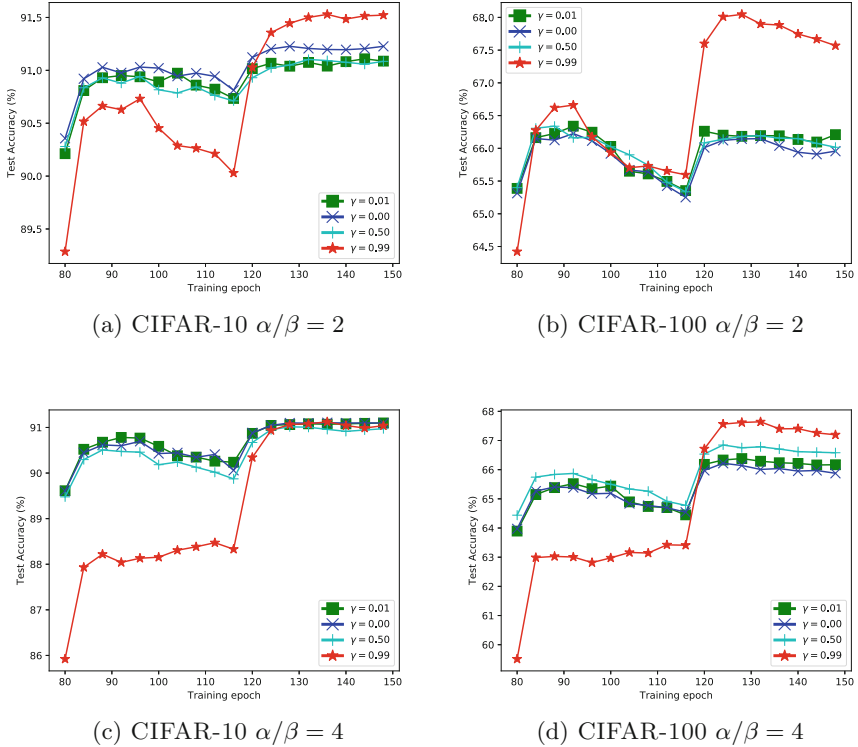 91.5
91.0
90.5
90.0
89.5
Test Accuracy (%)
γ = 0.01
γ = 0.00
γ = 0.50
γ = 0.99
80 90 100 110 120 130 140 150
Training epoch
(a) CIFAR-10 α/β = 2
68.0
67.5
67.0
66.5
66.0
65.5
65.0
64.5
Test Accuracy (%)
γ = 0.01
γ = 0.00
γ = 0.50
γ = 0.99
80 90 100 110 120 130 140 150
Training epoch
(b) CIFAR-100 α/β = 2
91
90
89
88
87
86
Test Accuracy (%)
γ = 0.01
γ = 0.00
γ = 0.50
γ = 0.99
80 90 100 110 120 130 140 150
Training epoch
(c) CIFAR-10 α/β = 4
68
67
66
65
64
63
62
61
60
Test Accuracy (%)
γ = 0.01
γ = 0.00
γ = 0.50
γ = 0.99
80 90 100 110 120 130 140 150
Training epoch
(d) CIFAR-100 α/β = 4